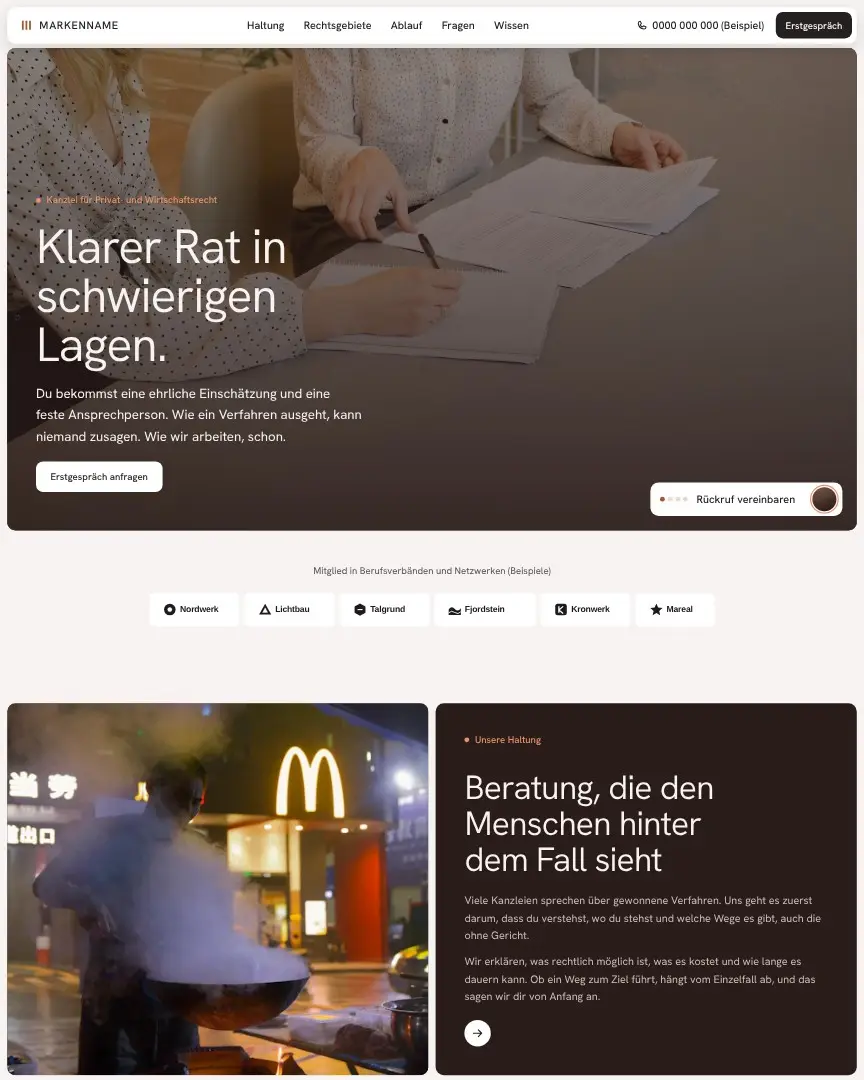 MARKENNAME
Haltung
Rechtsgebiete
Ablauf
Fragen
Wissen
0000 000 000 (Beispiel)
Erstgespräch
Kanzlei für Privat- und Wirtschaftsrecht
Klarer Rat in
schwierigen
Lagen.
Du bekommst eine ehrliche Einschätzung und eine
feste Ansprechperson. Wie ein Verfahren ausgeht, kann
niemand zusagen. Wie wir arbeiten, schon.
Erstgespräch anfragen
Rückruf vereinbaren
Mitglied in Berufsverbänden und Netzwerken (Beispiele)
Nordwerk
Lichtbau
Talgrund
Fjordstein
Kronwerk
Mareal
当劳
道出口
Unsere Haltung
Beratung, die den
Menschen hinter
dem Fall sieht
Viele Kanzleien sprechen über gewonnene Verfahren. Uns geht es zuerst
darum, dass du verstehst, wo du stehst und welche Wege es gibt, auch die
ohne Gericht.
Wir erklären, was rechtlich möglich ist, was es kostet und wie lange es
dauern kann. Ob ein Weg zum Ziel führt, hängt vom Einzelfall ab, und das
sagen wir dir von Anfang an.